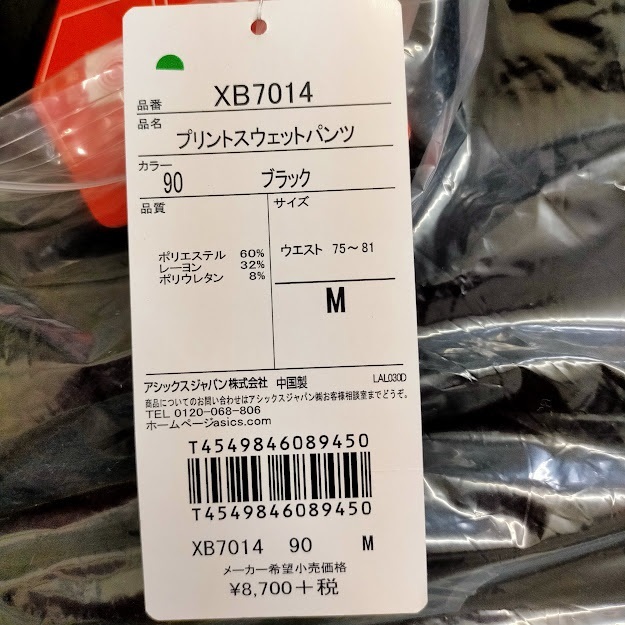 品番 XB7014
品名
プリントスウェットパンツ
カラー
90 ブラック
品質
ポリエステル 60%
レーヨン 32%
ポリウレタン 8%
サイズ
ウエスト 75〜81
M
アシックスジャパン株式会社 中国製 LAL030D
商品についてのお問い合わせはアシックスジャパン㈱お客様相談室までどうぞ。
TEL 0120-068-806
ホームページasics.com
T4549846089450
T4549846089450
XB7014 90 M
メーカー希望小売価格
¥8,700+税